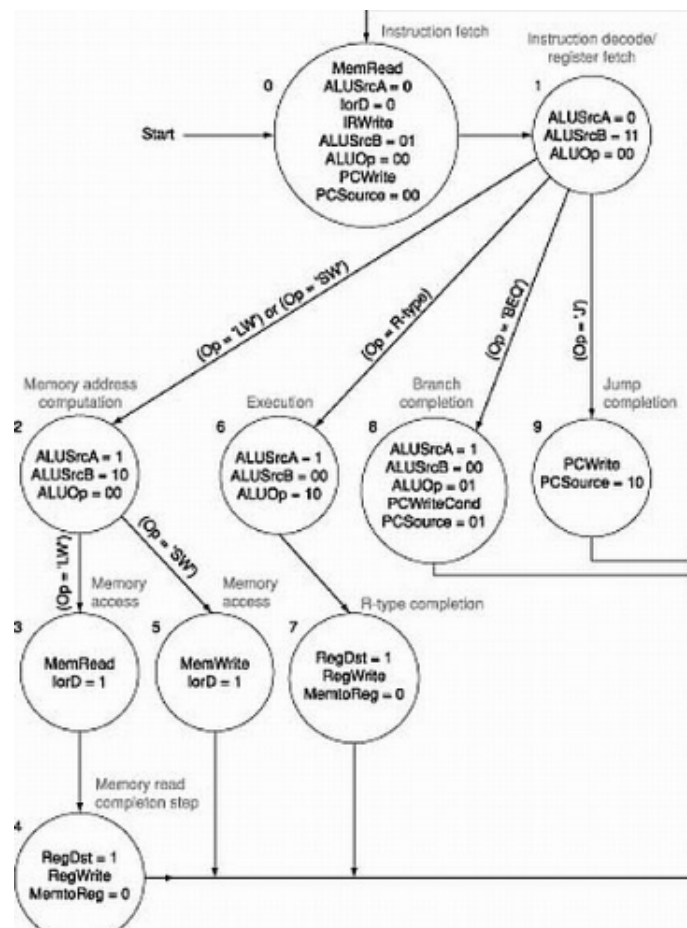 Instruction fetch
0
MemRead
ALUSrcA = 0
IorD = 0
IRWrite
ALUSrcB = 01
ALUOp = 00
PCWrite
PCSource = 00
Start
Instruction decode/
register fetch
1
ALUSrcA = 0
ALUSrcB = 11
ALUOp = 00
(Op = 'LW') or (Op = 'SW')
(Op = R-type)
(Op = 'BEQ')
(Op = 'J')
Memory address
computation
2
ALUSrcA = 1
ALUSrcB = 10
ALUOp = 00
Execution
6
ALUSrcA = 1
ALUSrcB = 00
ALUOp = 10
Branch
completion
8
ALUSrcA = 1
ALUSrcB = 00
ALUOp = 01
PCWriteCond
PCSource = 01
Jump
completion
9
PCWrite
PCSource = 10
(Op = 'LW')
(Op = 'SW')
Memory
access
3
MemRead
IorD = 1
Memory
access
5
MemWrite
IorD = 1
R-type completion
7
RegDst = 1
RegWrite
MemtoReg = 0
Memory read
completon step
4
RegDst = 1
RegWrite
MemtoReg = 0